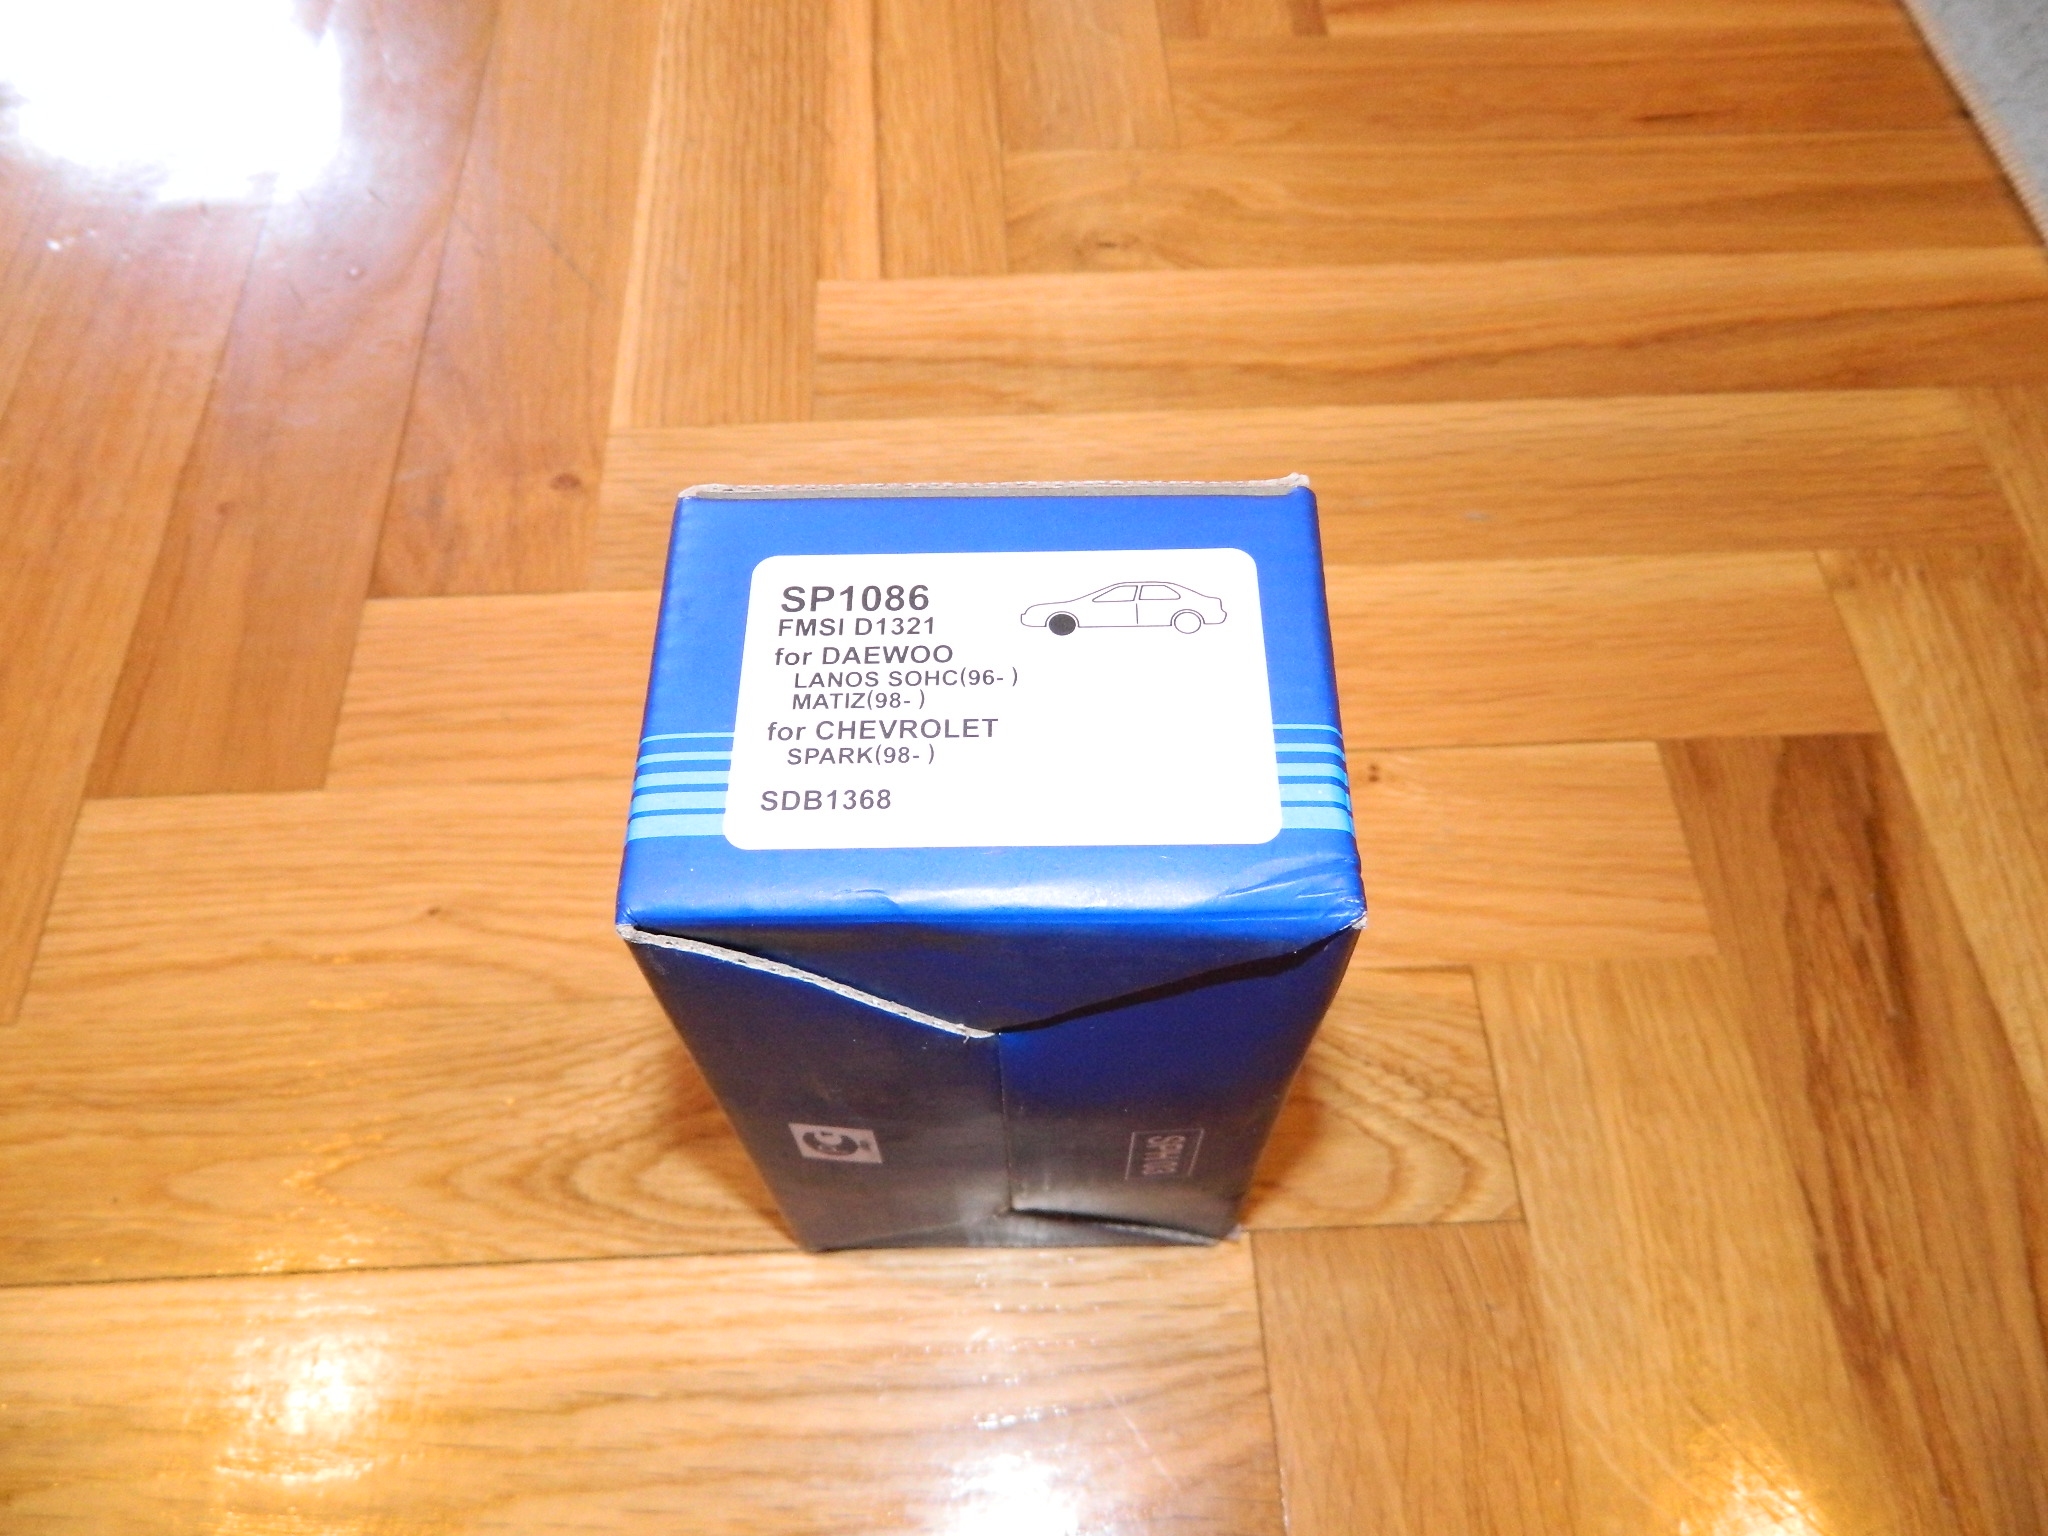 SP1086
FMSI D1321
for DAEWOO
LANOS SOHC(96- )
MATIZ(98- )
for CHEVROLET
SPARK(98- )
SDB1368